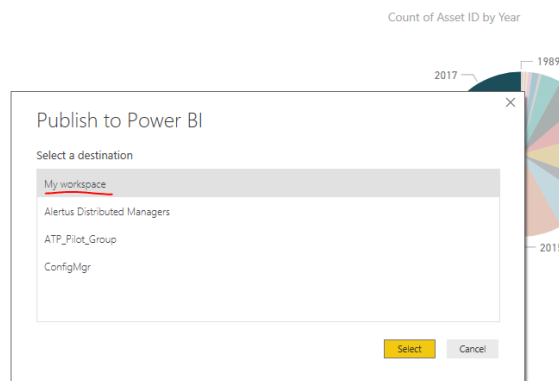 Count of Asset ID by Year
1989
2017
Publish to Power BI
Select a destination
My workspace
Alertus Distributed Managers
ATP_Pilot_Group
ConfigMgr
2015
Select
Cancel